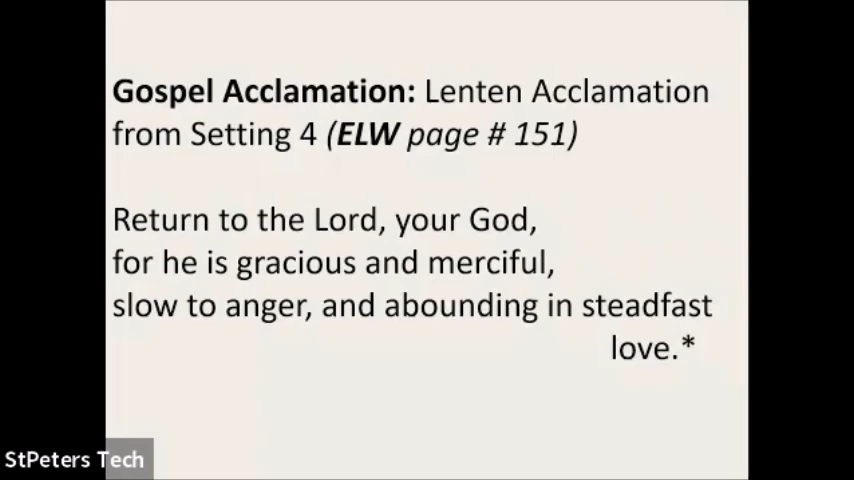 Gospel Acclamation: Lenten Acclamation
from Setting 4 (ELW page # 151)
Return to the Lord, your God,
for he is gracious and merciful,
slow to anger, and abounding in steadfast
love.*
StPeters Tech